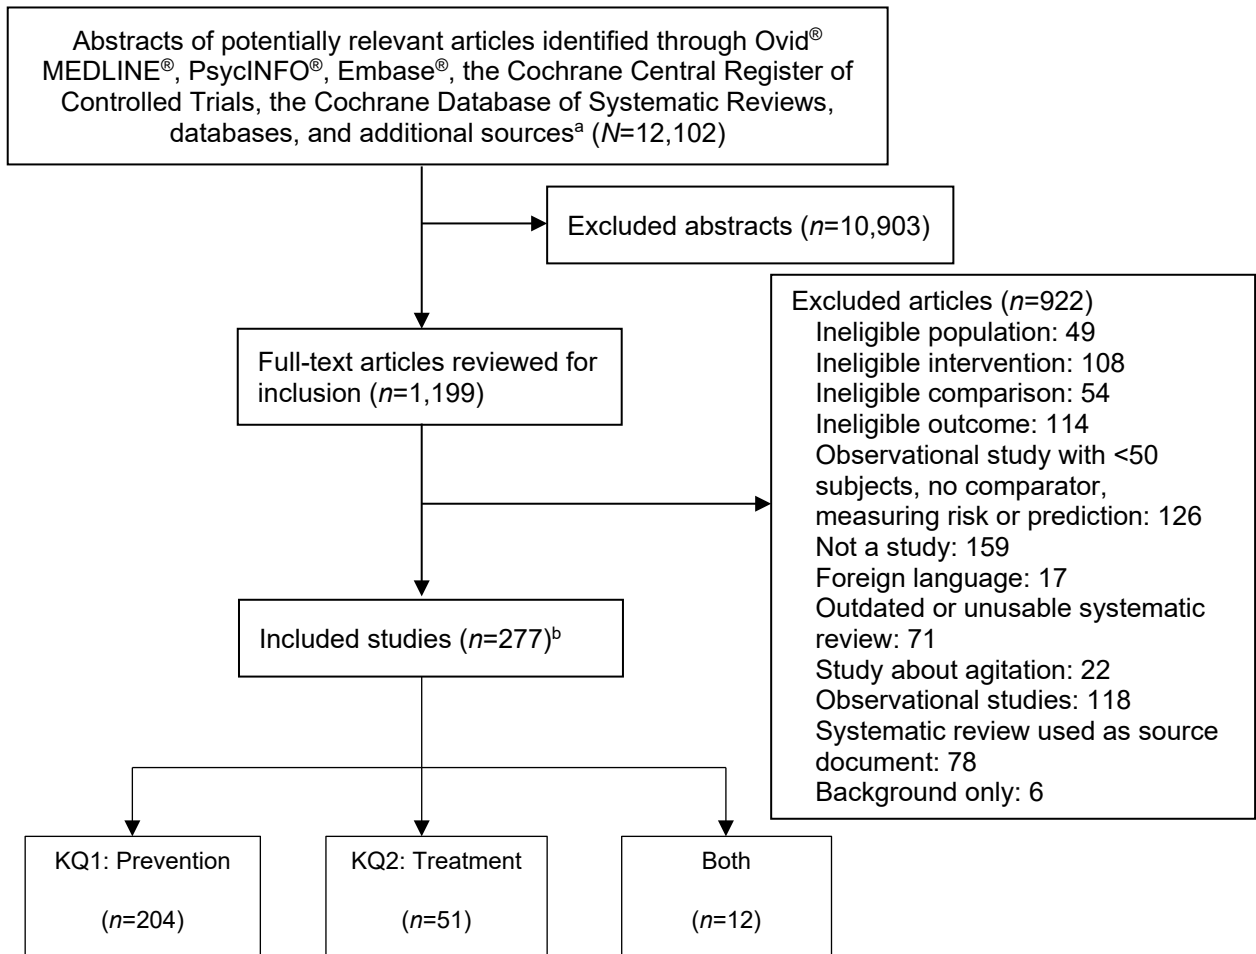 Abstracts of potentially relevant articles identified through Ovid®
MEDLINE®, PsycINFO®, Embase®, the Cochrane Central Register of
Controlled Trials, the Cochrane Database of Systematic Reviews,
databases, and additional sourcesᵃ (N=12,102)
Excluded abstracts (n=10,903)
Full-text articles reviewed for
inclusion (n=1,199)
Excluded articles (n=922)
Ineligible population: 49
Ineligible intervention: 108
Ineligible comparison: 54
Ineligible outcome: 114
Observational study with <50
subjects, no comparator,
measuring risk or prediction: 126
Not a study: 159
Foreign language: 17
Outdated or unusable systematic
review: 71
Study about agitation: 22
Observational studies: 118
Systematic review used as source
document: 78
Background only: 6
Included studies (n=277)ᵇ
KQ1: Prevention
(n=204)
KQ2: Treatment
(n=51)
Both
(n=12)